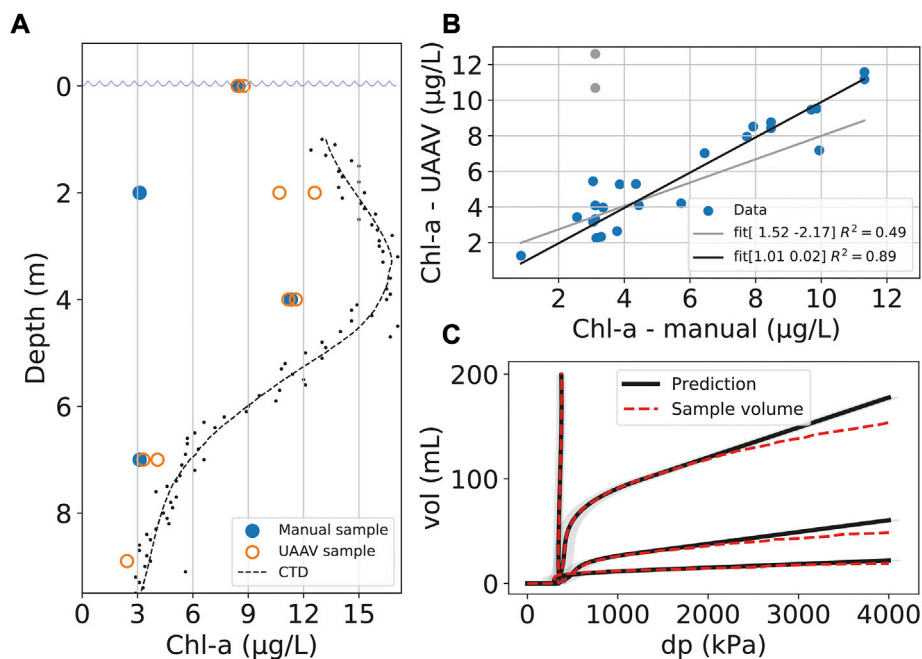 A
0
2
4
6
8
Depth (m)
Manual sample
UAAV sample
CTD
0 3 6 9 12 15
Chl-a (μg/L)
B
12
10
8
6
4
2
Chl-a - UAAV (μg/L)
Data
fit[ 1.52 -2.17] R² = 0.49
fit[1.01 0.02] R² = 0.89
2 4 6 8 10 12
Chl-a - manual (μg/L)
C
200
100
0
vol (mL)
Prediction
Sample volume
0 1000 2000 3000 4000
dp (kPa)